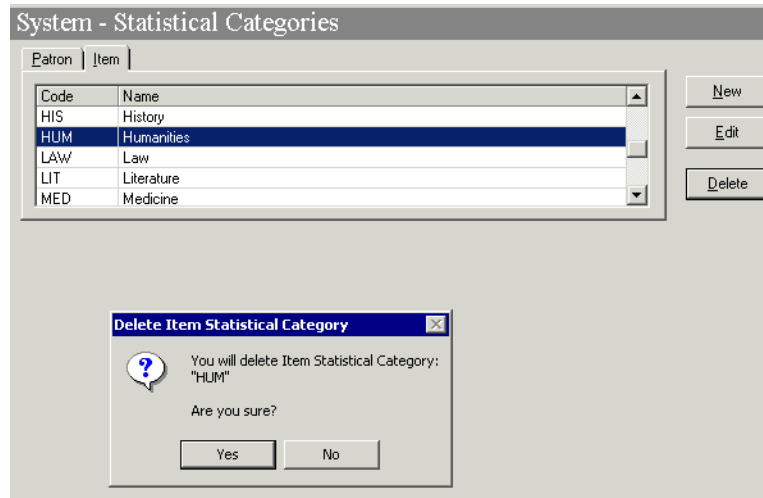 System - Statistical Categories
Patron Item
Code Name
HIS History
HUM Humanities
LAW Law
LIT Literature
MED Medicine
New
Edit
Delete
Delete Item Statistical Category
You will delete Item Statistical Category:
"HUM"
Are you sure?
Yes No